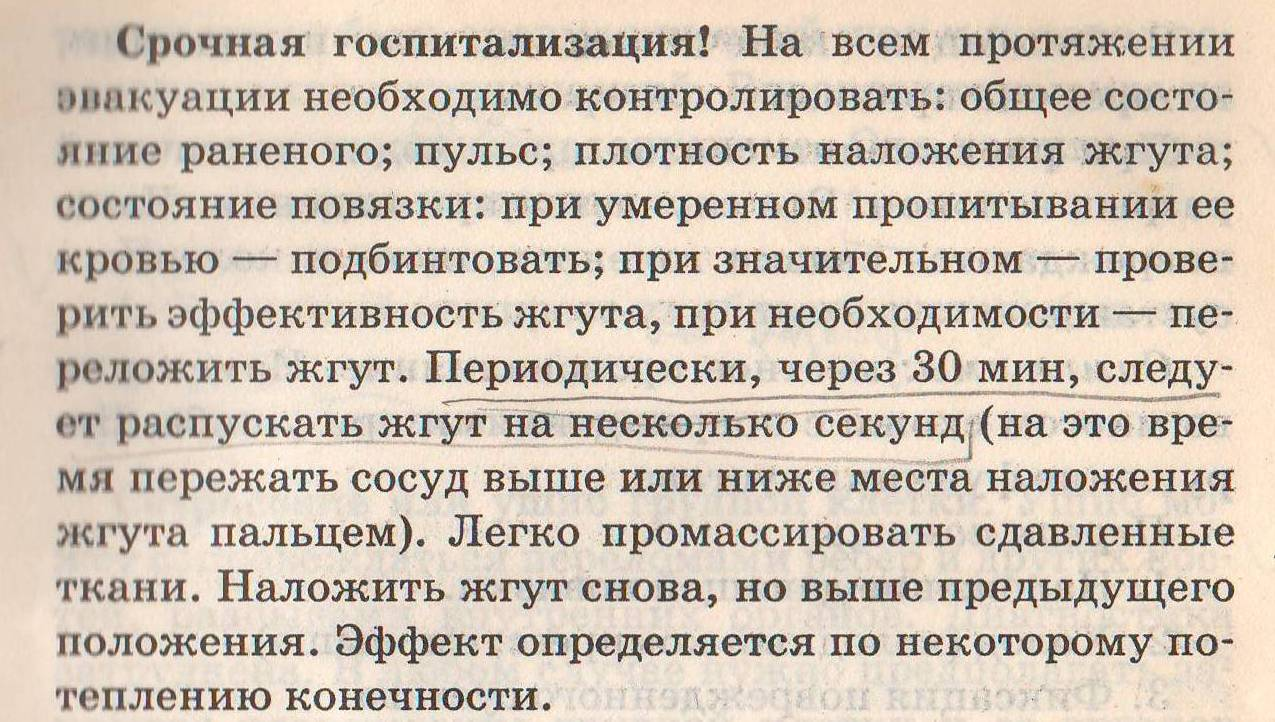 Срочная госпитализация! На всем протяжении
эвакуации необходимо контролировать: общее состо-
яние раненого; пульс; плотность наложения жгута;
состояние повязки: при умеренном пропитывании ее
кровью — подбинтовать; при значительном — прове-
рить эффективность жгута, при необходимости — пе-
реложить жгут. Периодически, через 30 мин, следу-
ет распускать жгут на несколько секунд (на это вре-
мя пережать сосуд выше или ниже места наложения
жгута пальцем). Легко промассировать сдавленные
ткани. Наложить жгут снова, но выше предыдущего
положения. Эффект определяется по некоторому по-
теплению конечности.